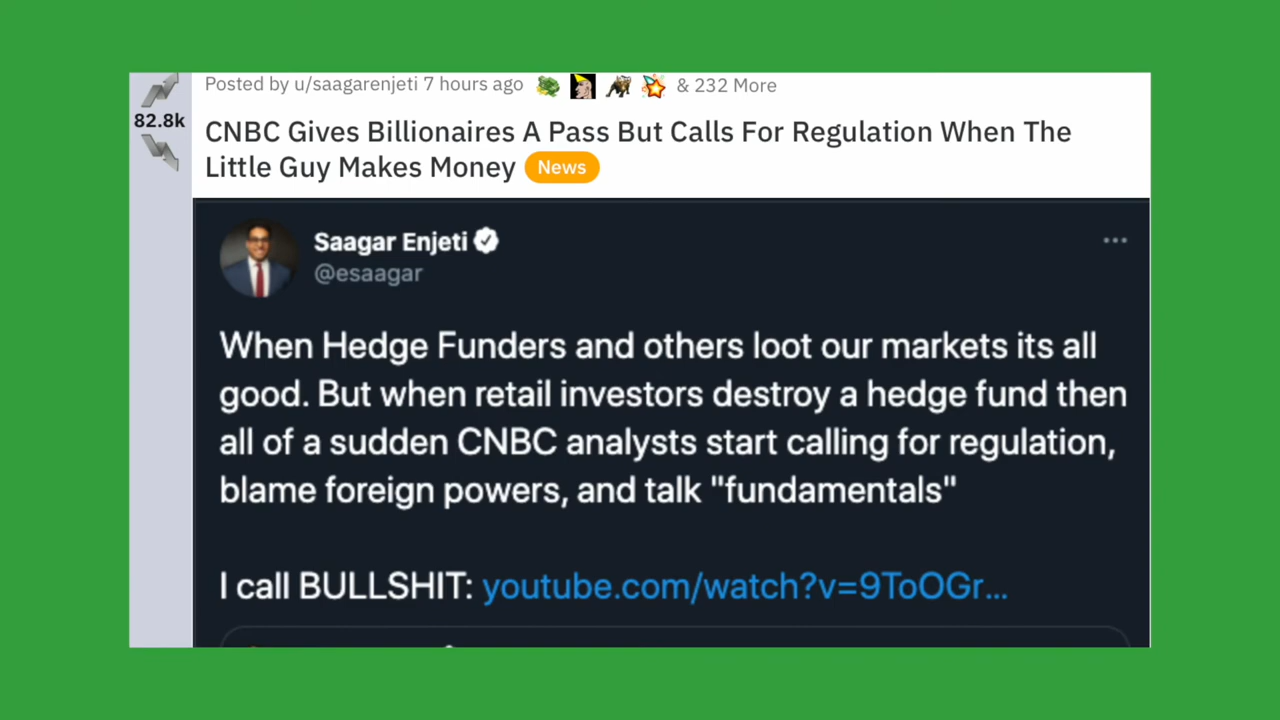 Posted by u/saagarenjeti 7 hours ago & 232 More
82.8k
CNBC Gives Billionaires A Pass But Calls For Regulation When The
Little Guy Makes Money News
Saagar Enjeti
@esaagar
When Hedge Funders and others loot our markets its all
good. But when retail investors destroy a hedge fund then
all of a sudden CNBC analysts start calling for regulation,
blame foreign powers, and talk "fundamentals"
I call BULLSHIT: youtube.com/watch?v=9ToOGr...